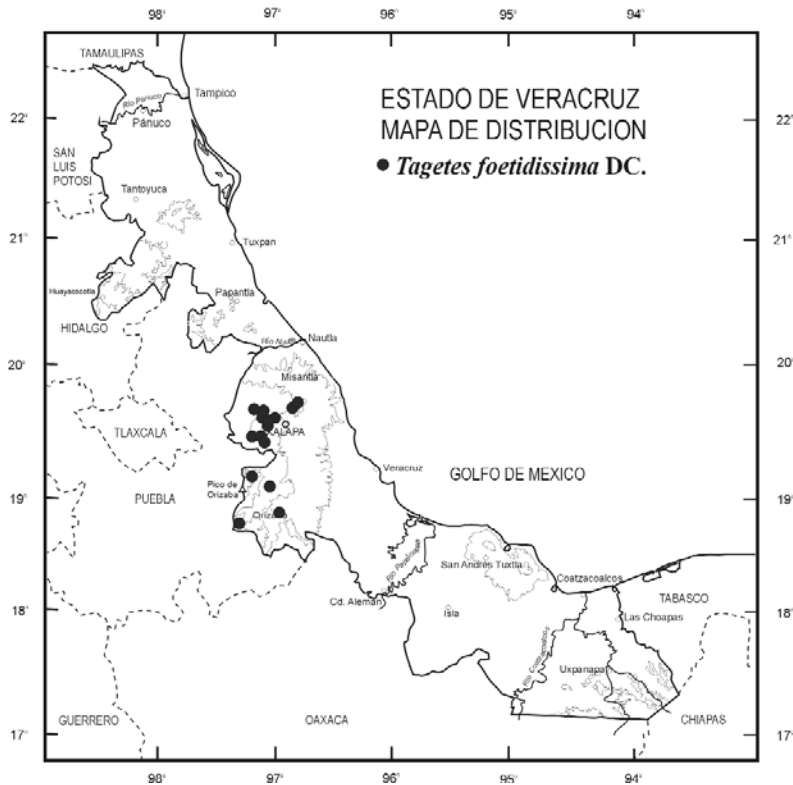 98° 97° 96° 95° 94°
TAMAULIPAS
Río Pánuco
Tampico
ESTADO DE VERACRUZ
MAPA DE DISTRIBUCION
● Tagetes foetidissima DC.
22° 22°
Pánuco
SAN
LUIS
POTOSI
Tantoyuca
21° 21°
Tuxpan
Huayacocotla
Papantla
HIDALGO
Río Nautla
Nautla
20° 20°
Misantla
TLAXCALA
XALAPA
Veracruz
GOLFO DE MEXICO
Pico de
Orizaba
PUEBLA
19° 19°
Orizaba
Río Papaloapan
San Andrés Tuxtla
Coatzacoalcos
TABASCO
Cd. Alemán
18° 18°
Isla
Las Choapas
Río Coatzacoalcos
Uxpanapa
GUERRERO
OAXACA
CHIAPAS
17° 17°
98° 97° 96° 95° 94°